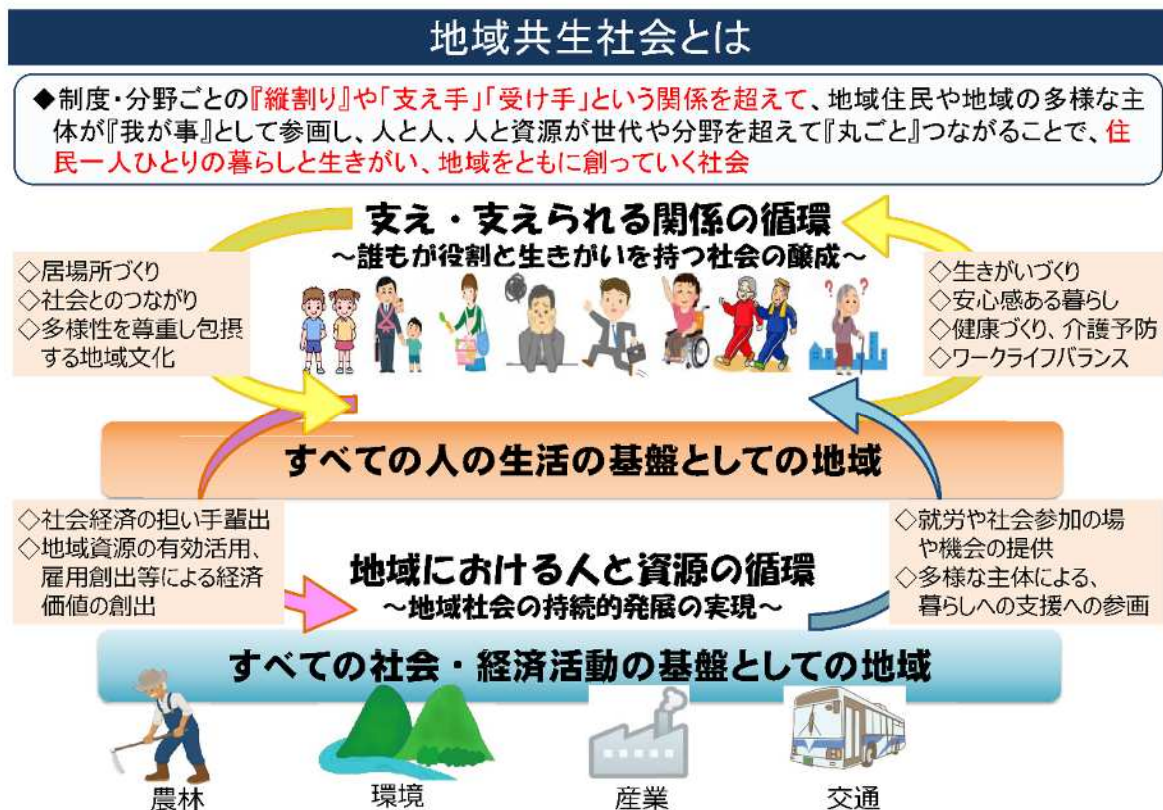 地域共生社会とは
◆制度・分野ごとの『縦割り』や「支え手」「受け手」という関係を超えて、地域住民や地域の多様な主
体が『我が事』として参画し、人と人、人と資源が世代や分野を超えて『丸ごと』つながることで、住
民一人ひとりの暮らしと生きがい、地域をともに創っていく社会
支え・支えられる関係の循環
～誰もが役割と生きがいを持つ社会の醸成～
◇居場所づくり
◇社会とのつながり
◇多様性を尊重し包摂
する地域文化
◇生きがいづくり
◇安心感ある暮らし
◇健康づくり、介護予防
◇ワークライフバランス
? ?
すべての人の生活の基盤としての地域
◇社会経済の担い手輩出
◇地域資源の有効活用、
雇用創出等による経済
価値の創出
地域における人と資源の循環
～地域社会の持続的発展の実現～
◇就労や社会参加の場
や機会の提供
◇多様な主体による、
暮らしへの支援への参画
すべての社会・経済活動の基盤としての地域
農林
環境
産業
交通